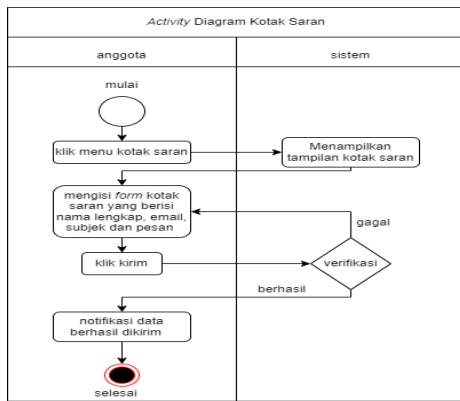 Activity Diagram Kotak Saran
anggota
sistem
mulai
klik menu kotak saran
Menampilkan
tampilan kotak saran
mengisi form kotak
saran yang berisi
nama lengkap, email,
subjek dan pesan
gagal
klik kirim
verifikasi
berhasil
notifikasi data
berhasil dikirim
selesai